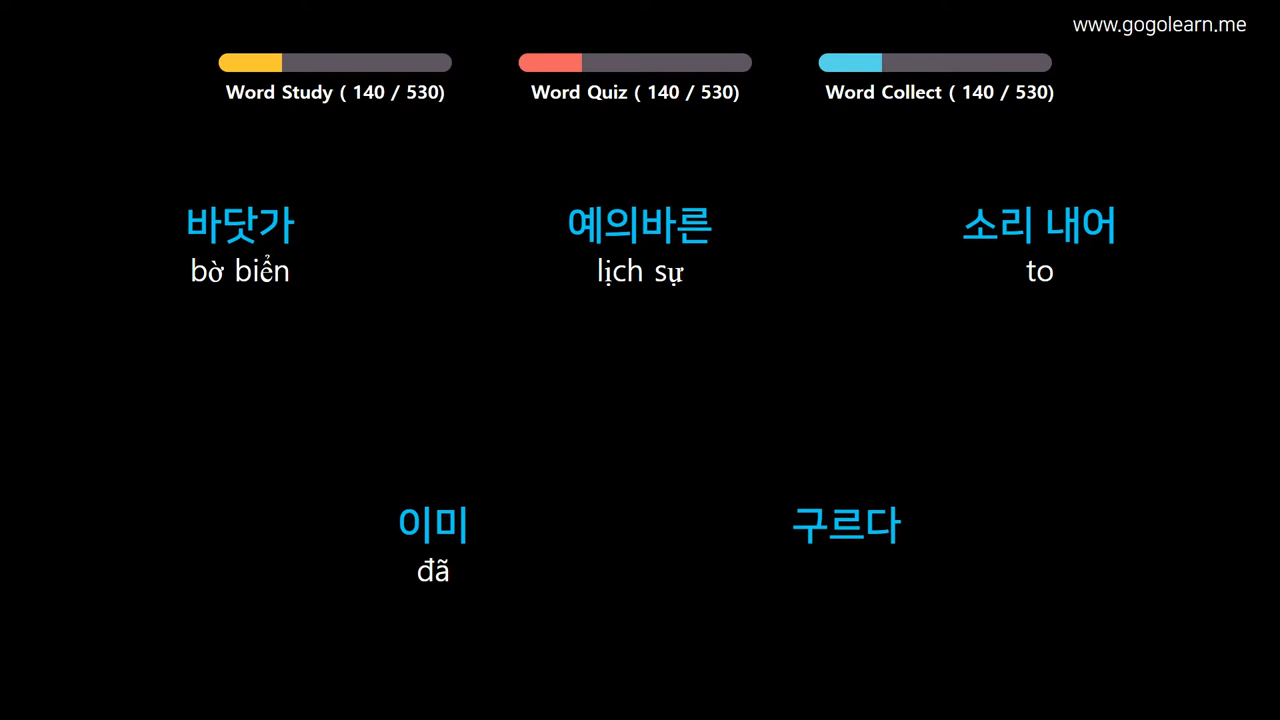 www.gogolearn.me
Word Study ( 140 / 530)
Word Quiz ( 140 / 530)
Word Collect ( 140 / 530)
바닷가
bờ biển
예의바른
lịch sự
소리 내어
to
이미
đã
구르다